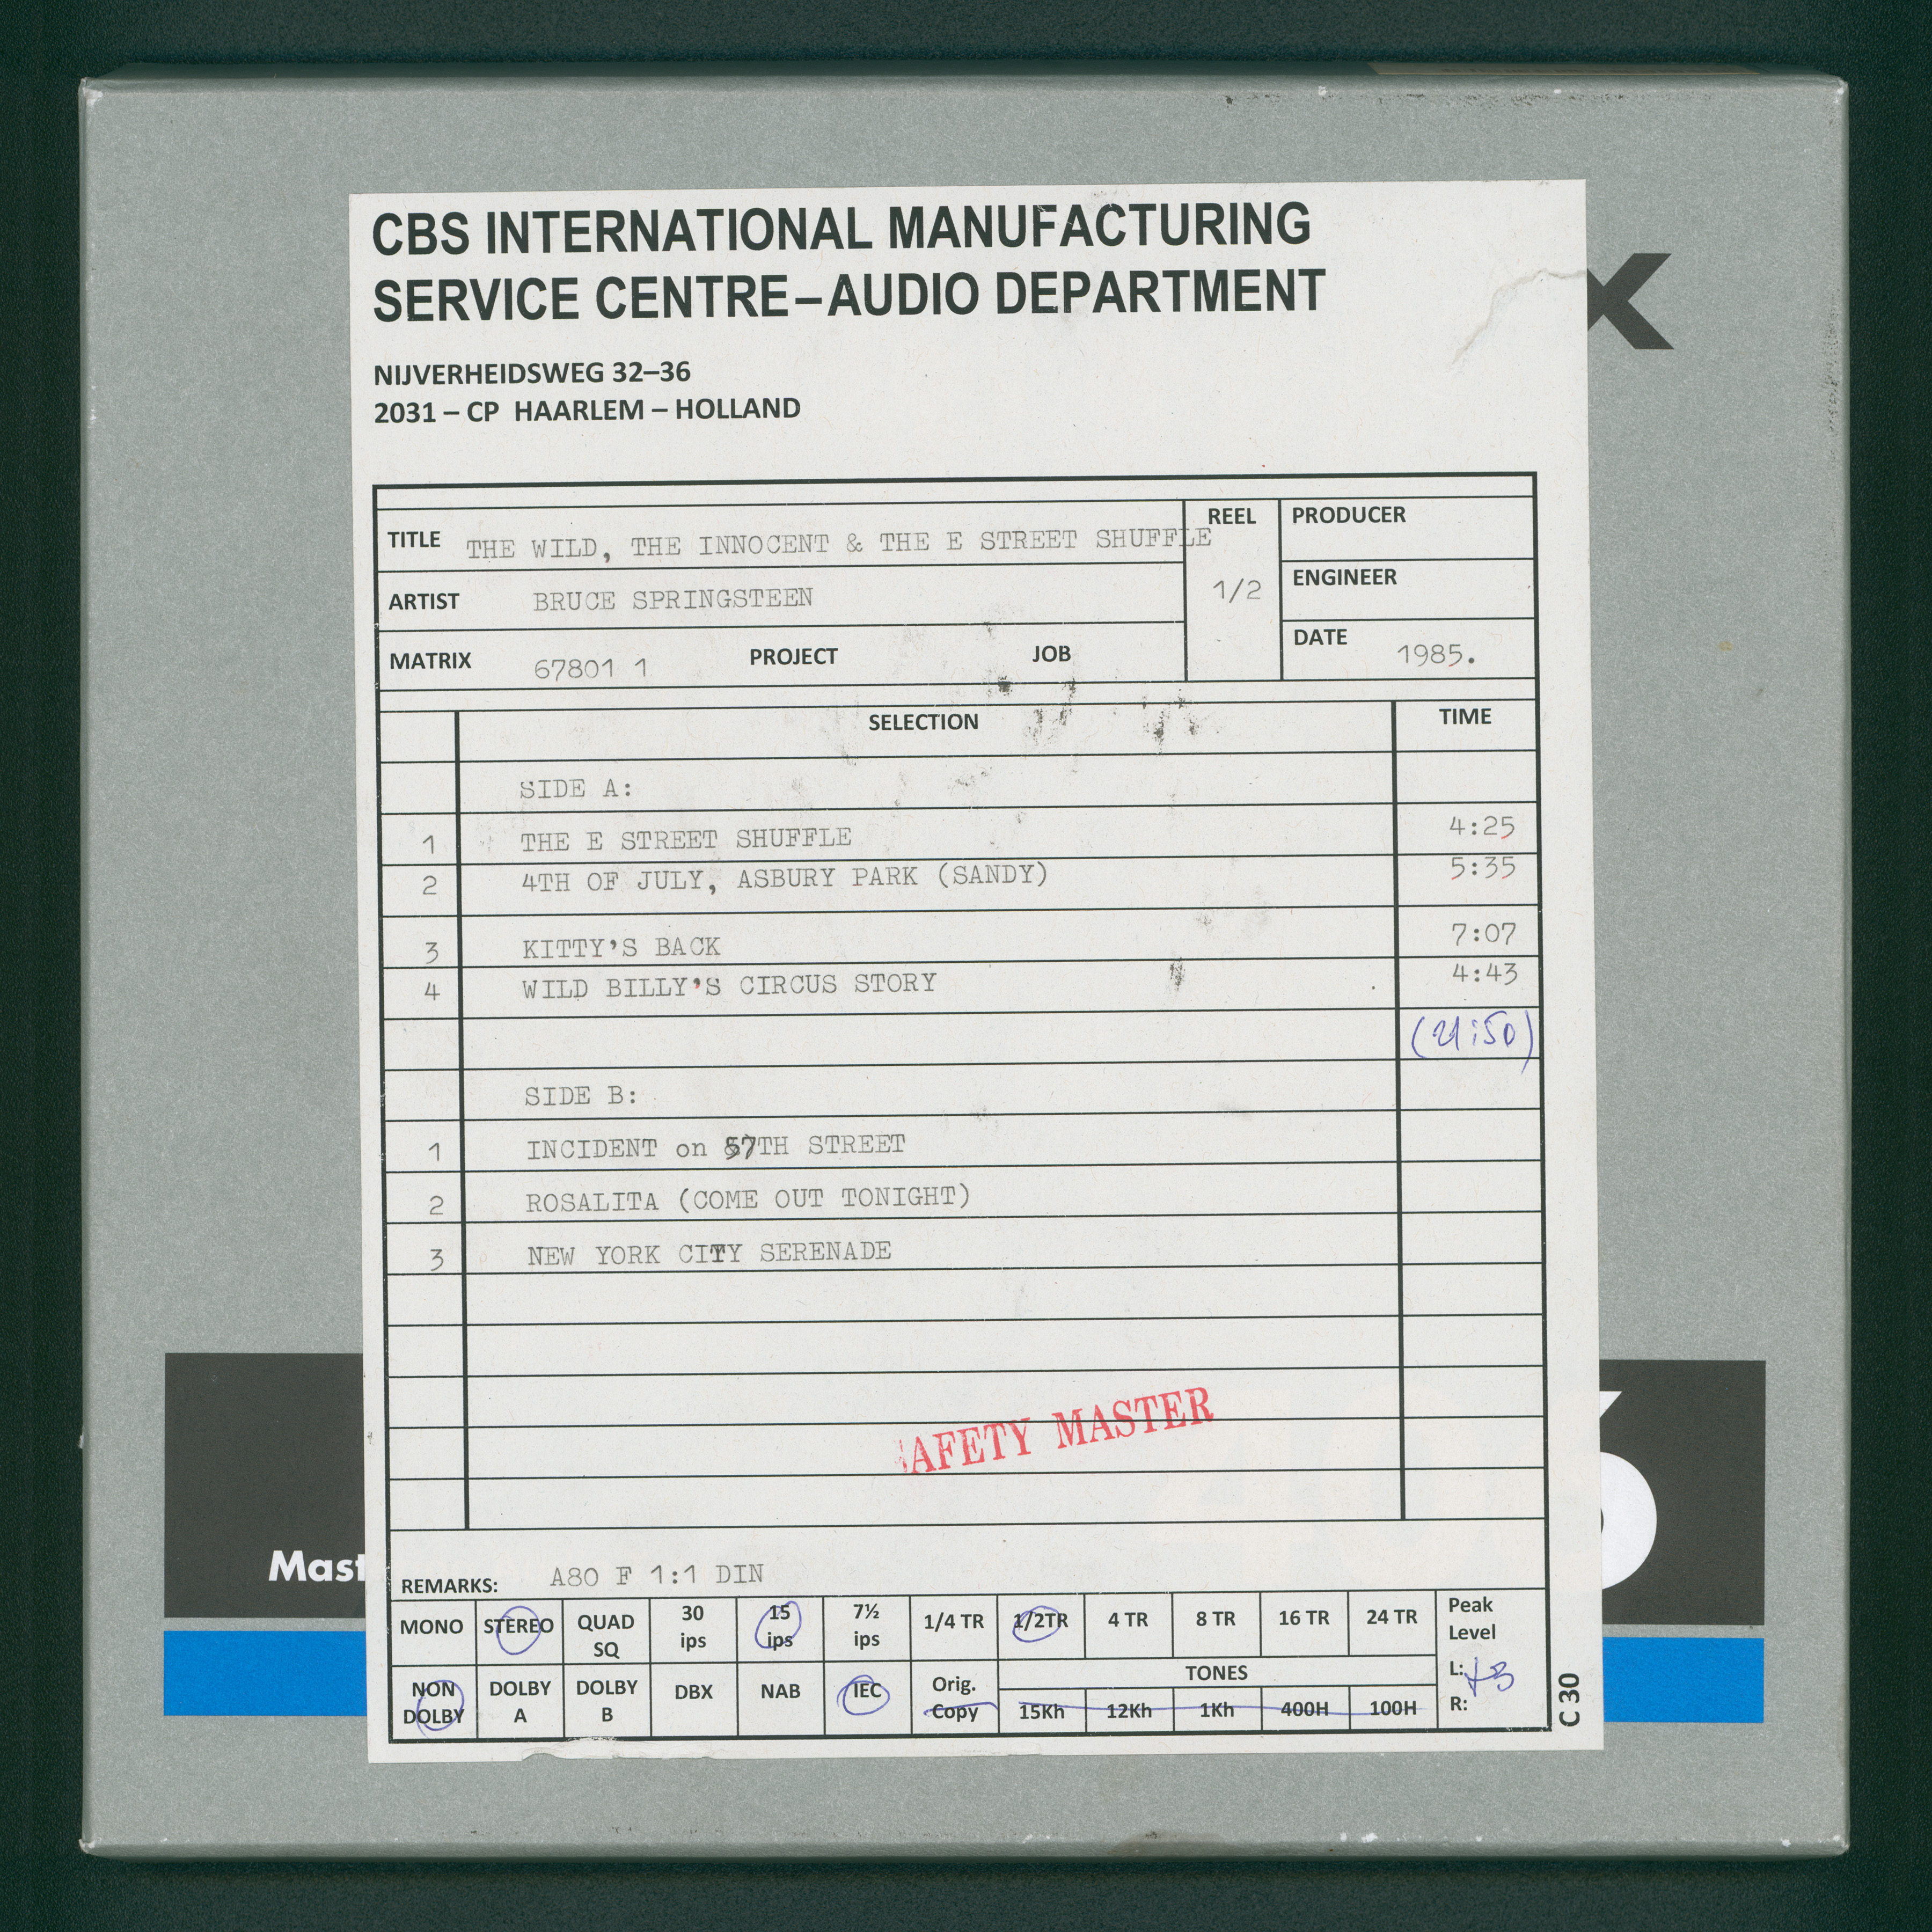 CBS INTERNATIONAL MANUFACTURING
SERVICE CENTRE–AUDIO DEPARTMENT
X
NIJVERHEIDSWEG 32–36
2031 – CP HAARLEM – HOLLAND
TITLE THE WILD, THE INNOCENT & THE E STREET SHUFFLE
REEL 1/2
PRODUCER
ARTIST BRUCE SPRINGSTEEN
ENGINEER
MATRIX 67801 1 PROJECT JOB
DATE 1985.
SELECTION TIME
SIDE A:
1 THE E STREET SHUFFLE 4:25
2 4TH OF JULY, ASBURY PARK (SANDY) 5:35
3 KITTY'S BACK 7:07
4 WILD BILLY'S CIRCUS STORY 4:43
(21:50)
SIDE B:
1 INCIDENT on 57TH STREET
2 ROSALITA (COME OUT TONIGHT)
3 NEW YORK CITY SERENADE
AFETY MASTER
Mast
REMARKS: A80 F 1:1 DIN
MONO STEREO QUAD SQ 30 ips 15 ips 7½ ips 1/4 TR 1/2TR 4 TR 8 TR 16 TR 24 TR Peak Level
NON DOLBY DOLBY A DOLBY B DBX NAB IEC Orig. Copy TONES L: +3
15Kh 12Kh 1Kh 400H 100H R:
C 30